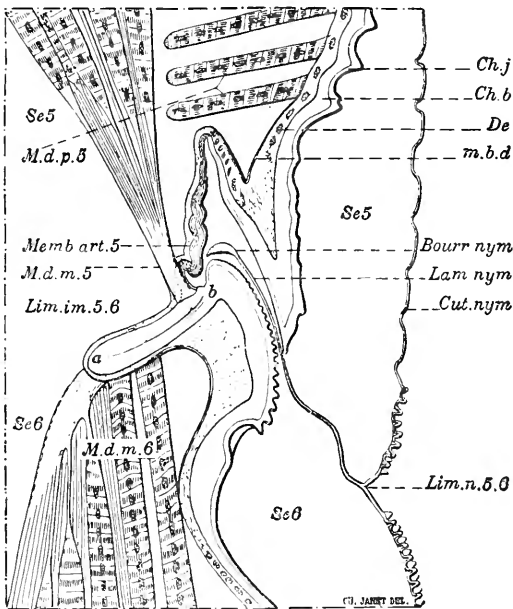 Se5
M.d.p.5
Memb art.5
M.d.m.5
Lim.im.5.6
b
a
Se6
M.d.m.6
Ch.j
Ch.b
De
m.b.d
Se5
Bourr nym
Lam nym
Cut.nym
Lim.n.5.6
Se6
CH. JANET DEL.